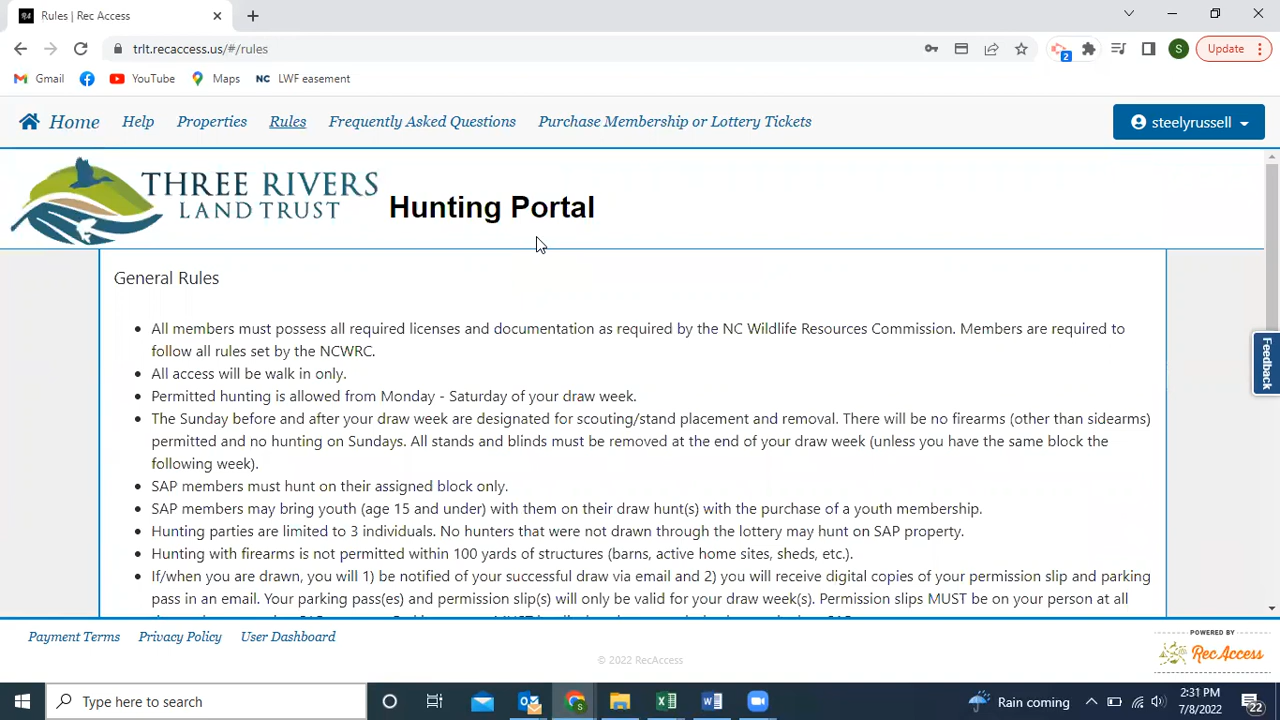 Rules | Rec Access
trlt.recaccess.us/#/rules
2
S
Update
Gmail
YouTube
Maps
NC LWF easement
Home
Help
Properties
Rules
Frequently Asked Questions
Purchase Membership or Lottery Tickets
steelyrussell
THREE RIVERS
LAND TRUST
Hunting Portal
General Rules
All members must possess all required licenses and documentation as required by the NC Wildlife Resources Commission. Members are required to
follow all rules set by the NCWRC.
All access will be walk in only.
Permitted hunting is allowed from Monday - Saturday of your draw week.
The Sunday before and after your draw week are designated for scouting/stand placement and removal. There will be no firearms (other than sidearms)
permitted and no hunting on Sundays. All stands and blinds must be removed at the end of your draw week (unless you have the same block the
following week).
SAP members must hunt on their assigned block only.
SAP members may bring youth (age 15 and under) with them on their draw hunt(s) with the purchase of a youth membership.
Hunting parties are limited to 3 individuals. No hunters that were not drawn through the lottery may hunt on SAP property.
Hunting with firearms is not permitted within 100 yards of structures (barns, active home sites, sheds, etc.).
If/when you are drawn, you will 1) be notified of your successful draw via email and 2) you will receive digital copies of your permission slip and parking
pass in an email. Your parking pass(es) and permission slip(s) will only be valid for your draw week(s). Permission slips MUST be on your person at all
Feedback
Payment Terms
Privacy Policy
User Dashboard
© 2022 RecAccess
POWERED BY
RecAccess
Type here to search
Rain coming
2:31 PM
7/8/2022
22